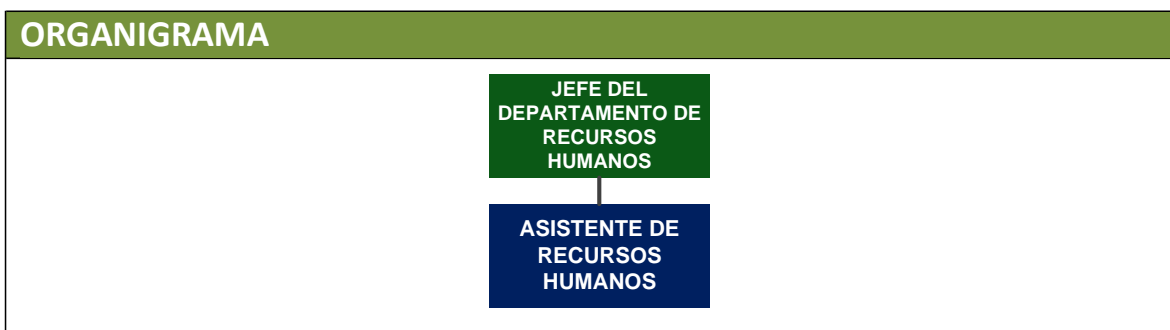 ORGANIGRAMA
JEFE DEL
DEPARTAMENTO DE
RECURSOS
HUMANOS
ASISTENTE DE
RECURSOS
HUMANOS